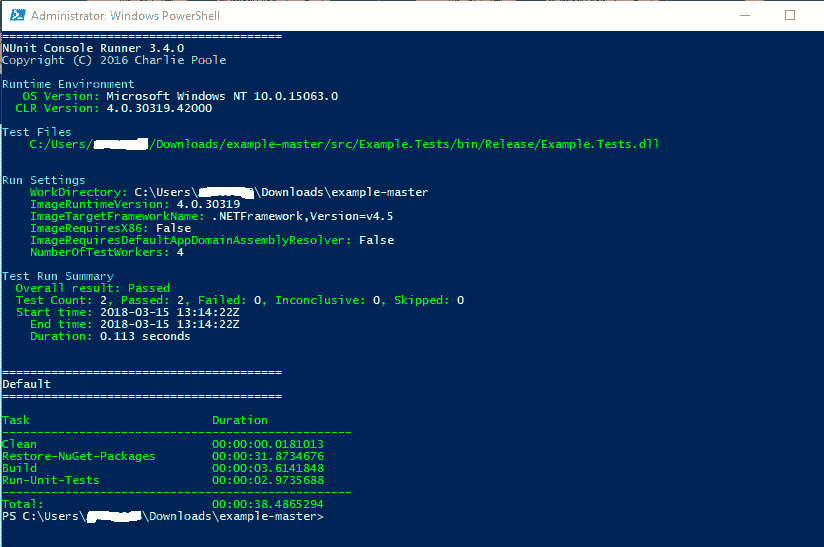 Administrator: Windows PowerShell
========================================
NUnit Console Runner 3.4.0
Copyright (C) 2016 Charlie Poole
Runtime Environment
OS Version: Microsoft Windows NT 10.0.15063.0
CLR Version: 4.0.30319.42000
Test Files
C:/Users/ /Downloads/example-master/src/Example.Tests/bin/Release/Example.Tests.dll
Run Settings
WorkDirectory: C:\Users\ \Downloads\example-master
ImageRuntimeVersion: 4.0.30319
ImageTargetFrameworkName: .NETFramework,Version=v4.5
ImageRequiresX86: False
ImageRequiresDefaultAppDomainAssemblyResolver: False
NumberOfTestWorkers: 4
Test Run Summary
Overall result: Passed
Test Count: 2, Passed: 2, Failed: 0, Inconclusive: 0, Skipped: 0
Start time: 2018-03-15 13:14:22Z
End time: 2018-03-15 13:14:22Z
Duration: 0.113 seconds
========================================
Default
========================================
Task Duration
--------------------------------------------------
Clean 00:00:00.0181013
Restore-NuGet-Packages 00:00:31.8734676
Build 00:00:03.6141848
Run-Unit-Tests 00:00:02.9735688
--------------------------------------------------
Total: 00:00:38.4865294
PS C:\Users\ \Downloads\example-master>